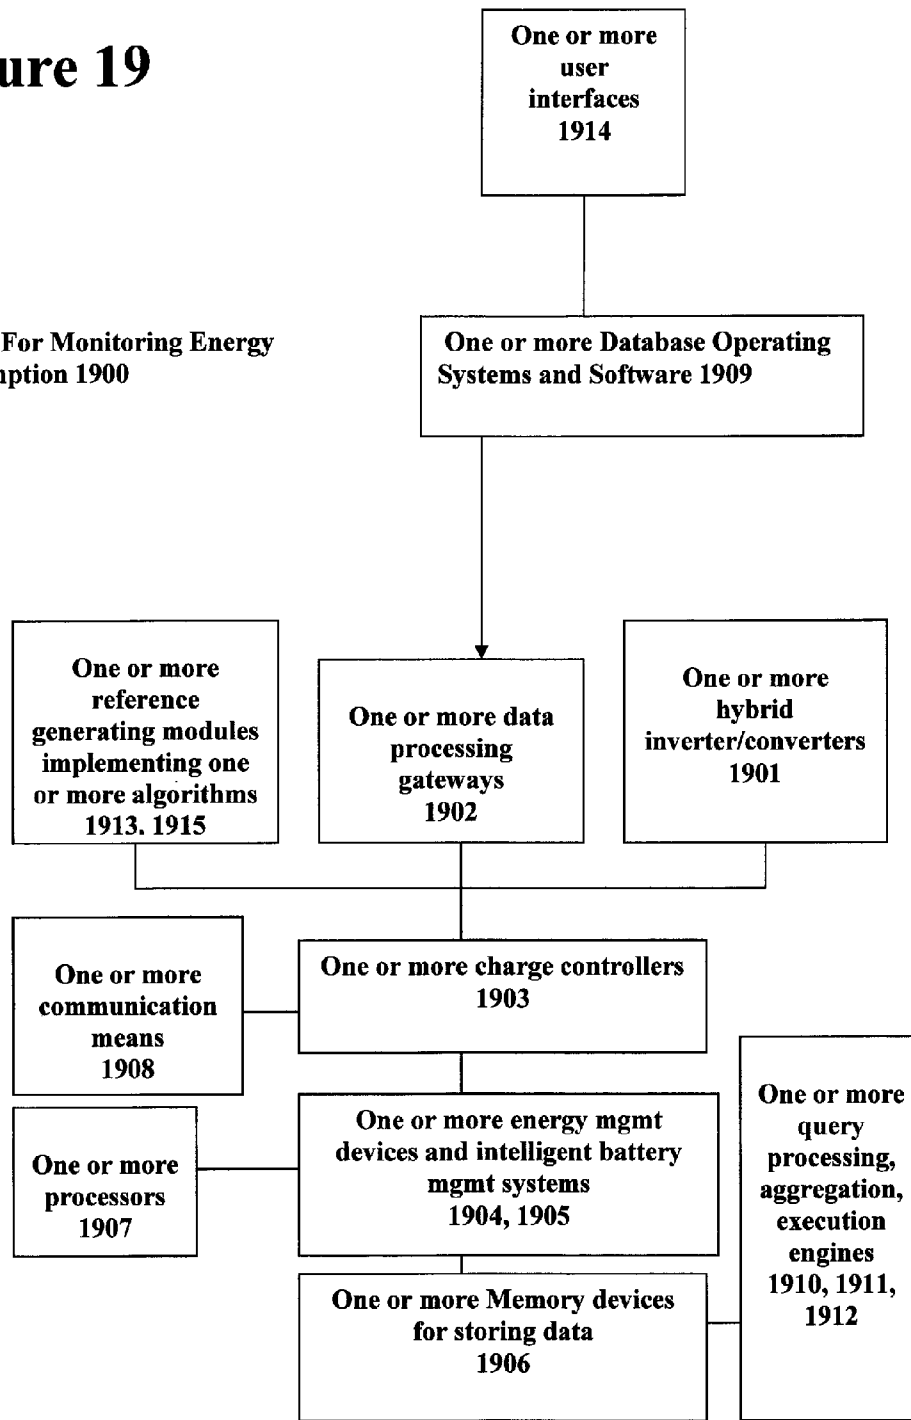 ure 19
One or more
user
interfaces
1914
For Monitoring Energy
nption 1900
One or more Database Operating
Systems and Software 1909
One or more
reference
generating modules
implementing one
or more algorithms
1913, 1915
One or more data
processing
gateways
1902
One or more
hybrid
inverter/converters
1901
One or more
communication
means
1908
One or more charge controllers
1903
One or more
processors
1907
One or more energy mgmt
devices and intelligent battery
mgmt systems
1904, 1905
One or more
query
processing,
aggregation,
execution
engines
1910, 1911,
1912
One or more Memory devices
for storing data
1906